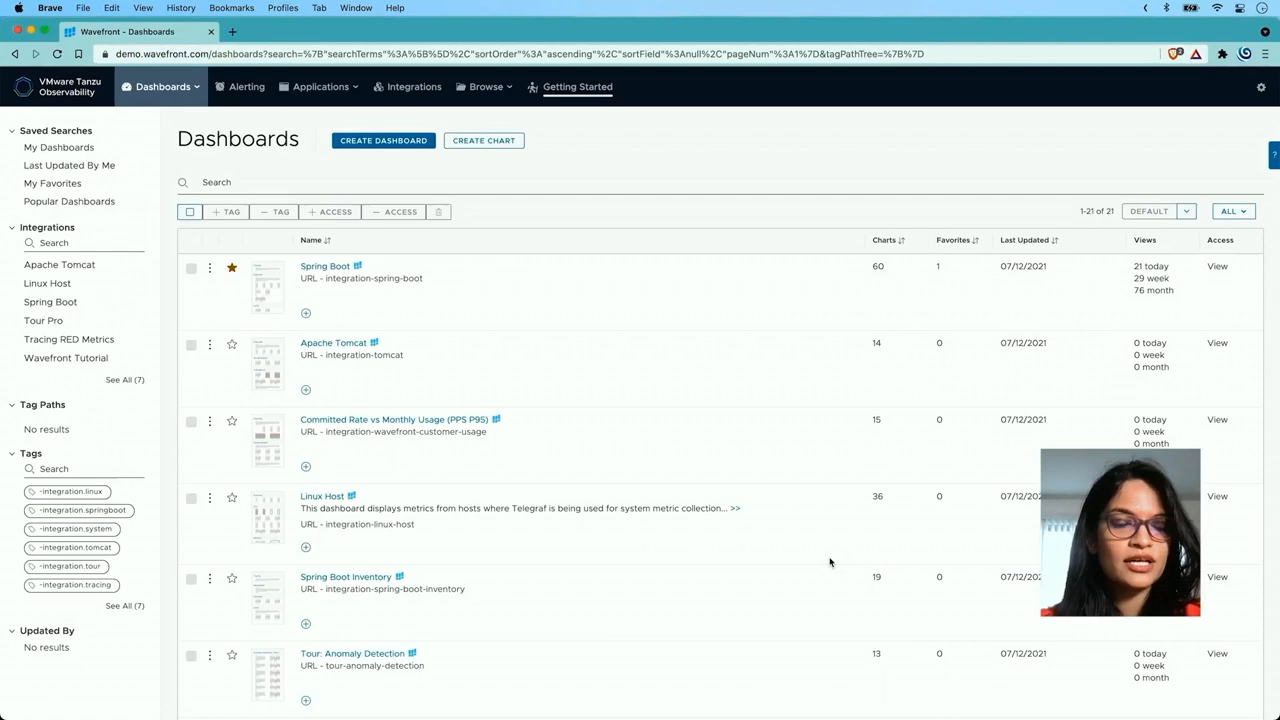 Brave File Edit View History Bookmarks Profiles Tab Window Help
Wavefront - Dashboards
demo.wavefront.com/dashboards?search=%7B"searchTerms"%3A%5B%5D%2C"sortOrder"%3A"ascending"%2C"sortField"%3Anull%2C"pageNum"%3A1%7D&tagPathTree=%7B%7D
VMware Tanzu
Observability
Dashboards Alerting Applications Integrations Browse Getting Started
Saved Searches
My Dashboards
Last Updated By Me
My Favorites
Popular Dashboards
Integrations
Search
Apache Tomcat
Linux Host
Spring Boot
Tour Pro
Tracing RED Metrics
Wavefront Tutorial
See All (7)
Tag Paths
No results
Tags
Search
~integration.linux
~integration.springboot
~integration.system
~integration.tomcat
~integration.tour
~integration.tracing
See All (7)
Updated By
No results
Dashboards CREATE DASHBOARD CREATE CHART
Search
+ TAG − TAG + ACCESS − ACCESS 1-21 of 21 DEFAULT ALL
Name Charts Favorites Last Updated Views Access
Spring Boot 60 1 07/12/2021 21 today View
URL - integration-spring-boot 29 week
76 month
Apache Tomcat 14 0 07/12/2021 0 today View
URL - integration-tomcat 0 week
0 month
Committed Rate vs Monthly Usage (PPS P95) 15 0 07/12/2021 0 today View
URL - integration-wavefront-customer-usage 0 week
0 month
Linux Host 36 0 07/12/202 View
This dashboard displays metrics from hosts where Telegraf is being used for system metric collection... >>
URL - integration-linux-host
Spring Boot Inventory 19 0 07/12/202 View
URL - integration-spring-boot-inventory
Tour: Anomaly Detection 13 0 07/12/2021 0 today View
URL - tour-anomaly-detection 0 week
0 month
?